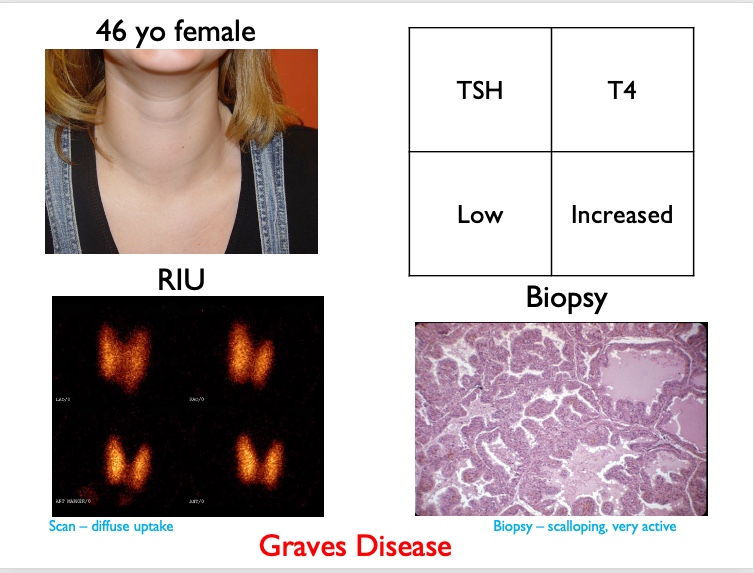 46 yo female
TSH
T4
Low
Increased
RIU
Biopsy
LAO/0
RAO/0
ANT MARKER/0
ANT/0
Scan – diffuse uptake
Biopsy – scalloping, very active
Graves Disease